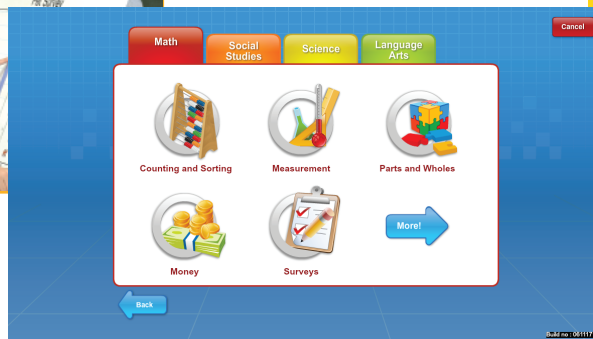 Cancel
Math
Social
Studies
Science
Language
Arts
Counting and Sorting
Measurement
Parts and Wholes
Money
Surveys
More!
Back
Build no : 061117